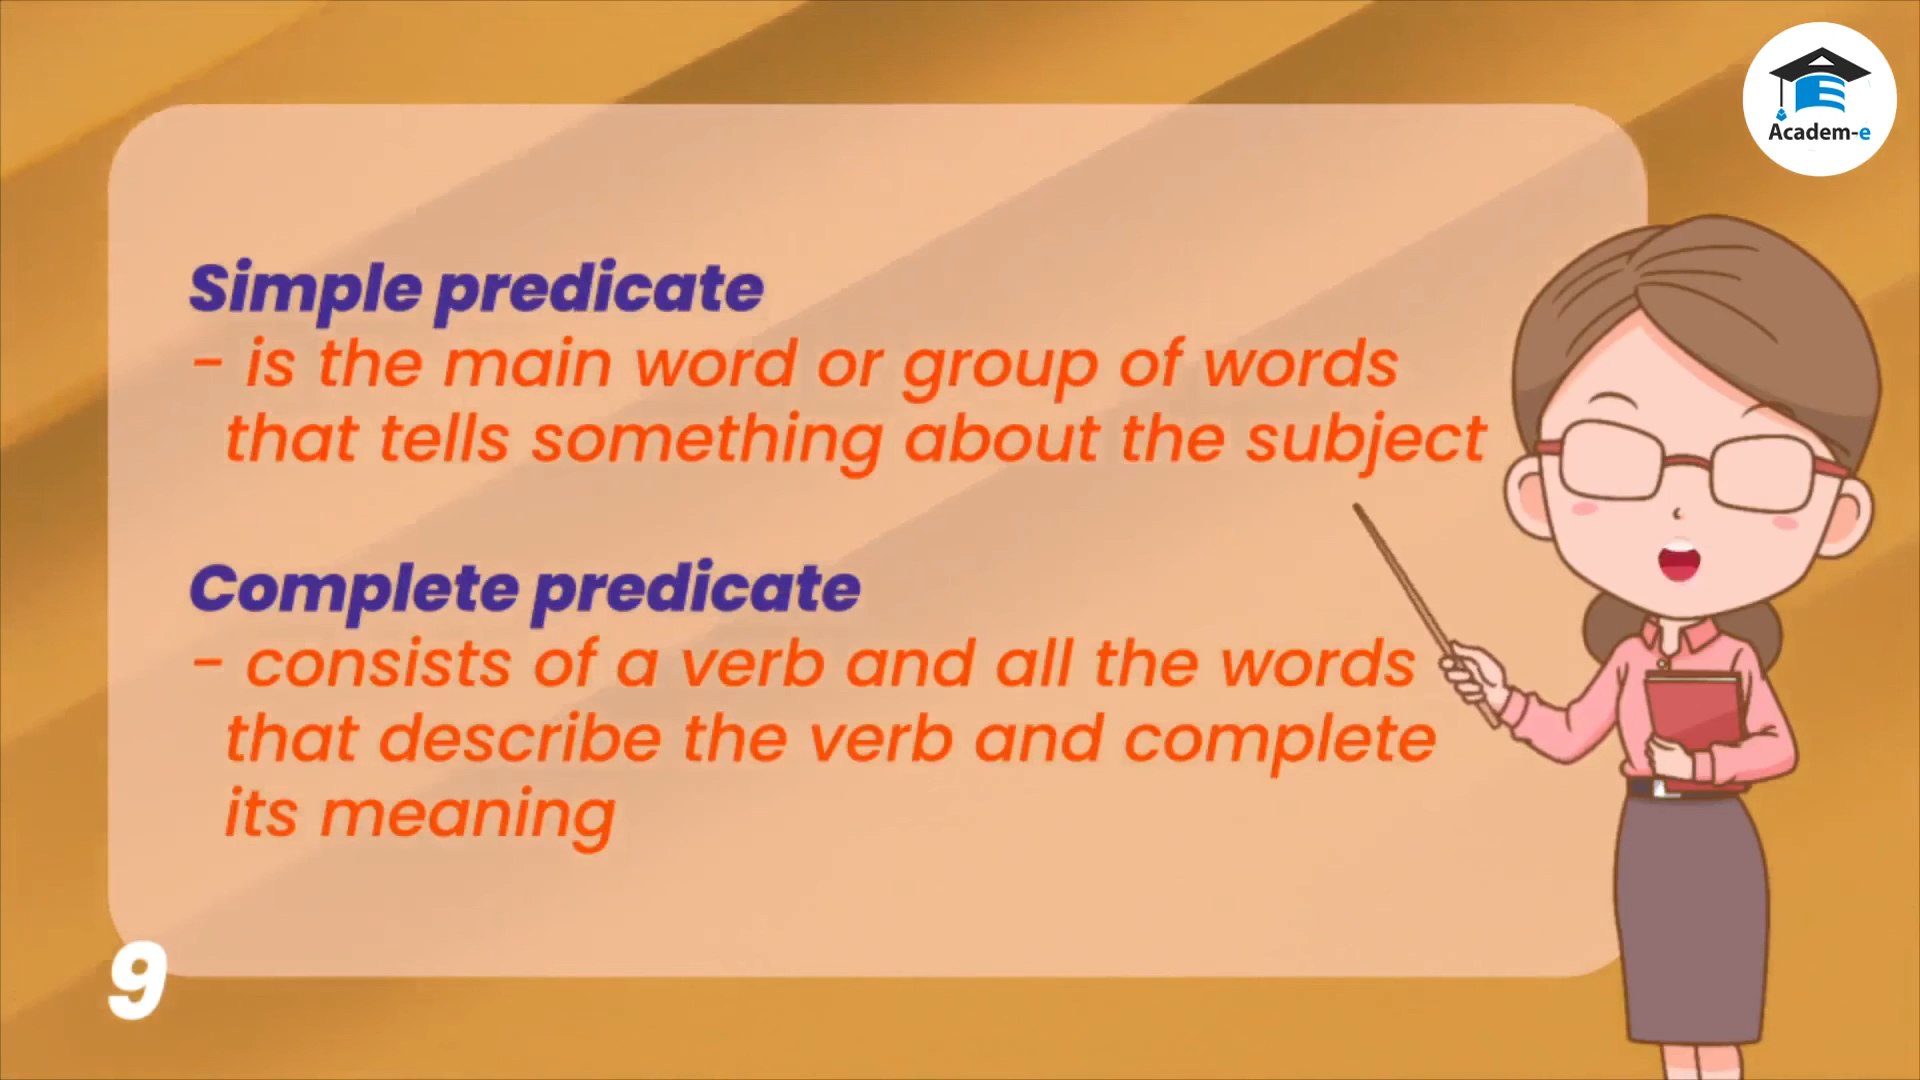 Academ-e
Simple predicate
- is the main word or group of words
that tells something about the subject
Complete predicate
- consists of a verb and all the words
that describe the verb and complete
its meaning
9